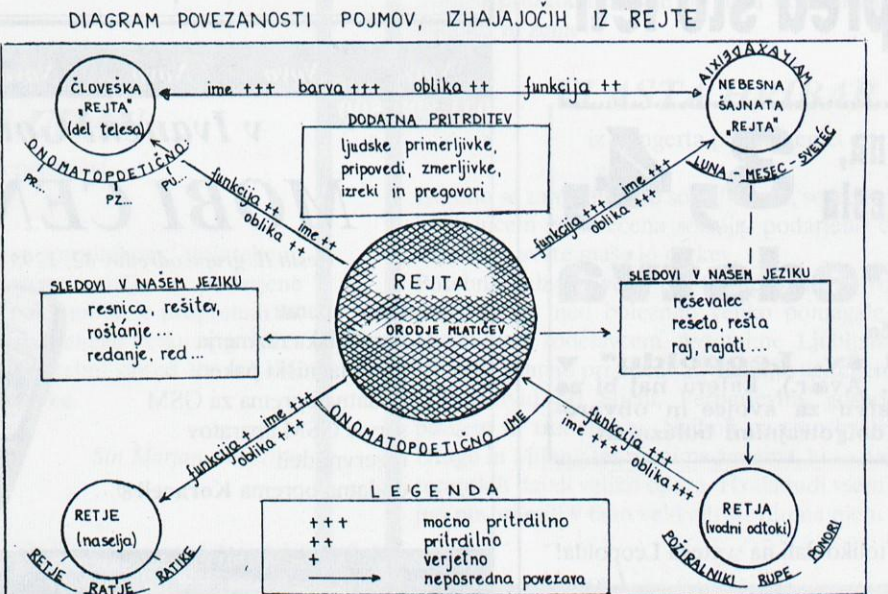 DIAGRAM POVEZANOSTI POJMOV, IZHAJAJOČIH IZ REJTE
ČLOVEŠKA
"REJTA"
(del telesa)
ONOMATOPOETIČNO:
PR... PZ... PU...
ime +++ barva +++ oblika ++ funkcija ++
NEBESNA
ŠAJNATA
"REJTA"
LUNA - MESEC - SVETEC
DODATNA PRITRDITEV
ljudske primerljivke,
pripovedi, zmerljivke,
izreki in pregovori
funkcija ++ ime ++
oblika ++
funkcija +++ ime +++
oblika +++
SLEDOVI V NAŠEM JEZIKU
resnica, rešitev,
roštanje ...
redanje, red...
REJTA
ORODJE MLATIČEV
ONOMATOPOETIČNO IME
SLEDOVI V NAŠEM JEZIKU
reševalec
rešeto, rešta
raj, rajati...
funkcija + ime +++
oblika ++
funkcija +++
ime ++ oblika +++
RETJE
(naselja)
RETJE RATJE RATIKE
LEGENDA
+++ močno pritrdilno
++ pritrdilno
+ verjetno
neposredna povezava
RETJA
(vodni odtoki)
POŽIRALNIKI - RUPE - PONORI